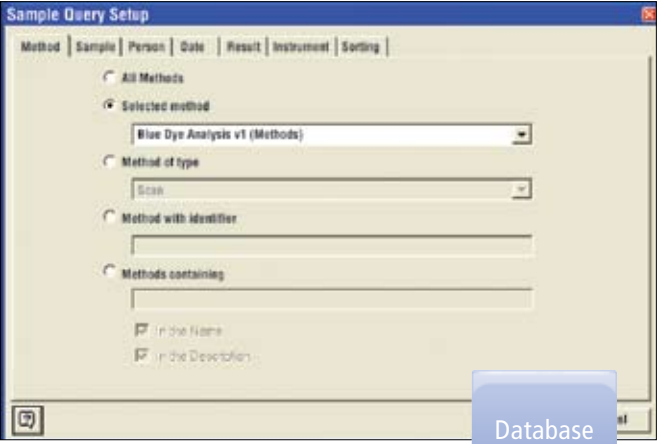 Sample Query Setup
Method Sample Person Date Result Instrument Sorting
All Methods
Selected method
Blue Dye Analysis v1 (Methods)
Method of type
Scan
Method with identifier
Methods containing
In the Name
In the Description
Database